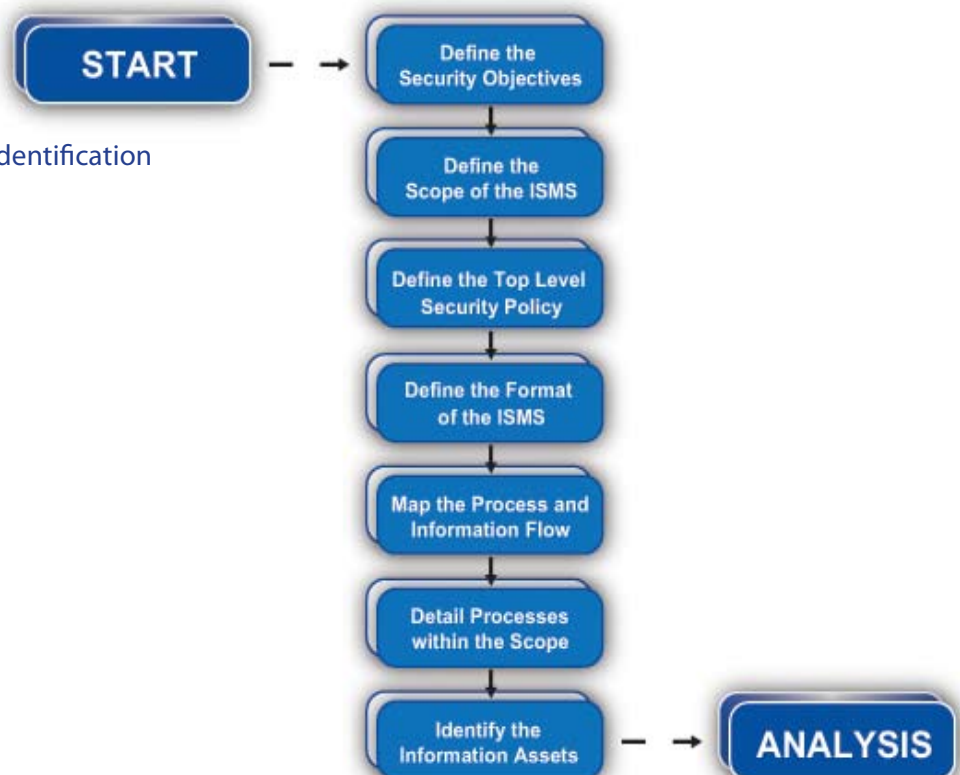 START
Define the
Security Objectives
dentification
Define the
Scope of the ISMS
Define the Top Level
Security Policy
Define the Format
of the ISMS
Map the Process and
Information Flow
Detail Processes
within the Scope
Identify the
Information Assets
ANALYSIS